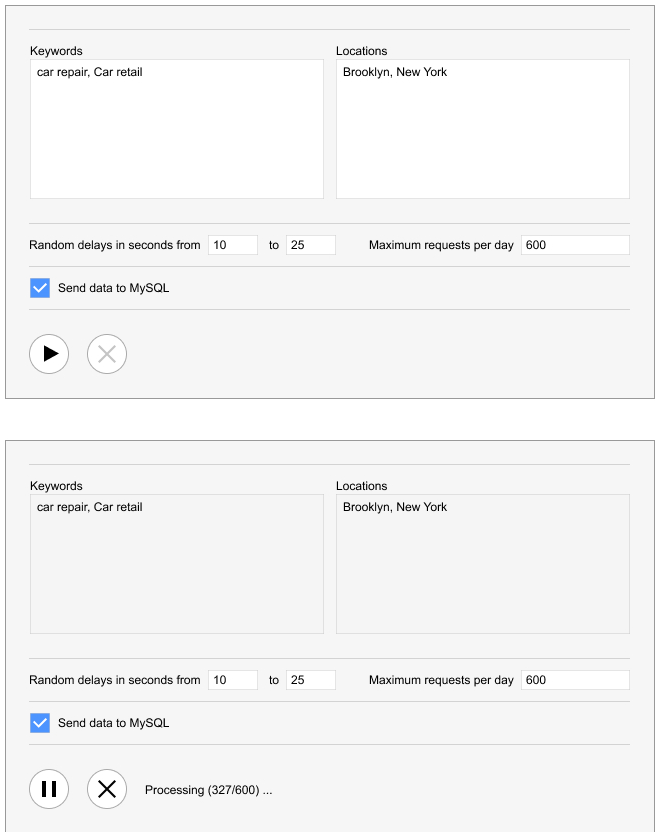 Keywords
Locations
car repair, Car retail
Brooklyn, New York
Random delays in seconds from 10 to 25 Maximum requests per day 600
Send data to MySQL
Keywords
Locations
car repair, Car retail
Brooklyn, New York
Random delays in seconds from 10 to 25 Maximum requests per day 600
Send data to MySQL
Processing (327/600) ...